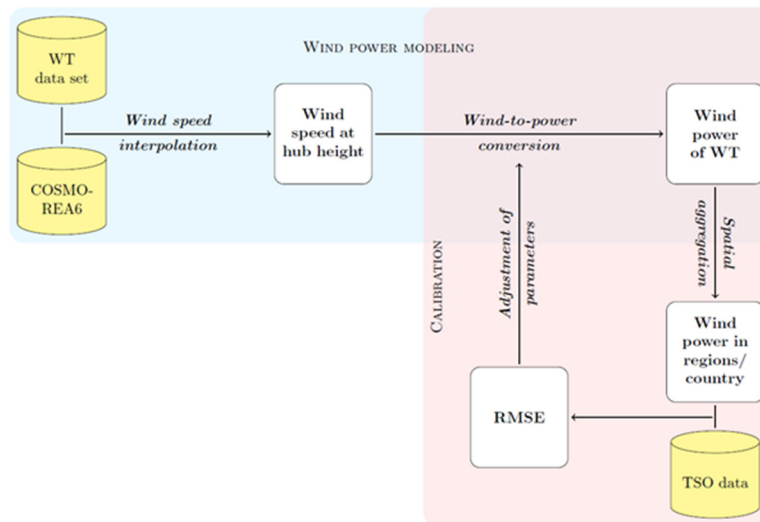 WIND POWER MODELING
WT
data set
COSMO-
REA6
Wind speed
interpolation
Wind
speed at
hub height
Wind-to-power
conversion
Wind
power
of WT
Spatial
aggregation
Wind
power in
regions/
country
TSO data
RMSE
Adjustment of
parameters
CALIBRATION